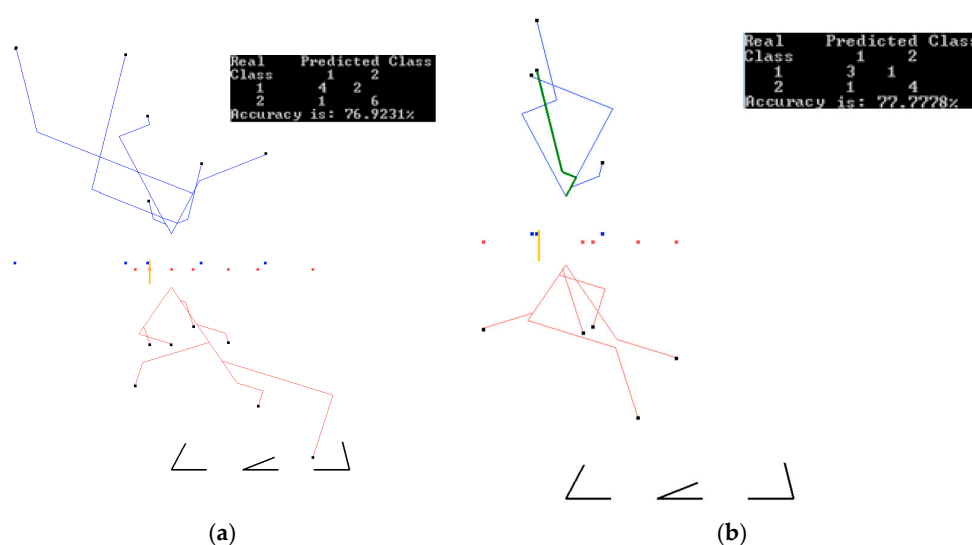 Real Predicted Class
Class 1 2
1 4 2
2 1 6
Accuracy is: 76.9231%
Real Predicted Class
Class 1 2
1 3 1
2 1 4
Accuracy is: 77.7778%
(a)
(b)